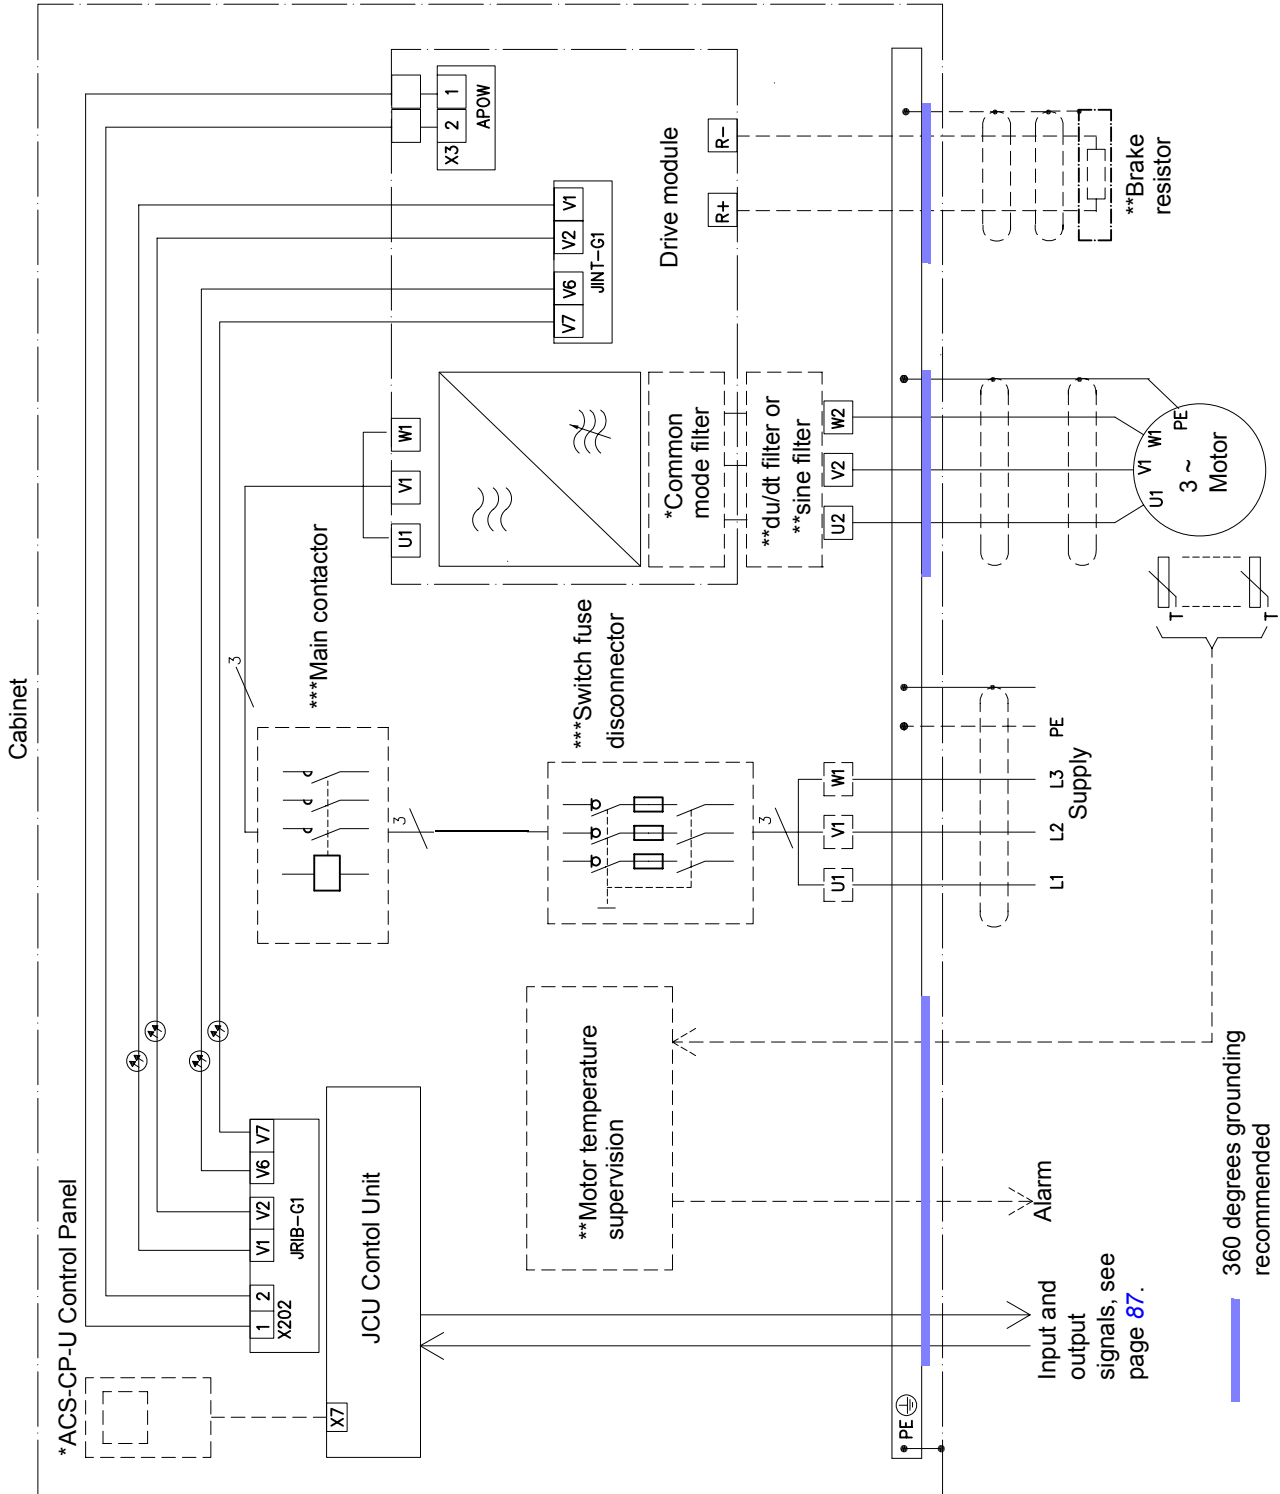 Cabinet
*ACS-CP-U Control Panel
X7
JCU Contol Unit
1
2
X202
V1
V2
V6
V7
JRIB-G1
***Main contactor
3
3
***Switch fuse
disconnector
3
U1
V1
W1
L1
L2
L3
PE
Supply
X3
2
1
APOW
V7
V6
V2
V1
JINT-G1
Drive module
R+
R-
**Brake
resistor
U1
V1
W1
*Common
mode filter
**du/dt filter or
**sine filter
U2
V2
W2
U1
V1
W1
PE
3 ~
Motor
T
T
**Motor temperature
supervision
Alarm
Input and
output
signals, see
page 87.
PE
360 degrees grounding
recommended